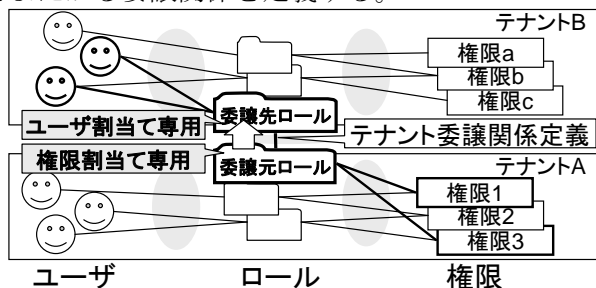 テナントB
権限a
権限b
権限c
委譲先ロール
ユーザ割当て専用
テナント委譲関係定義
権限割当て専用
委譲元ロール
テナントA
権限1
権限2
権限3
ユーザ
ロール
権限